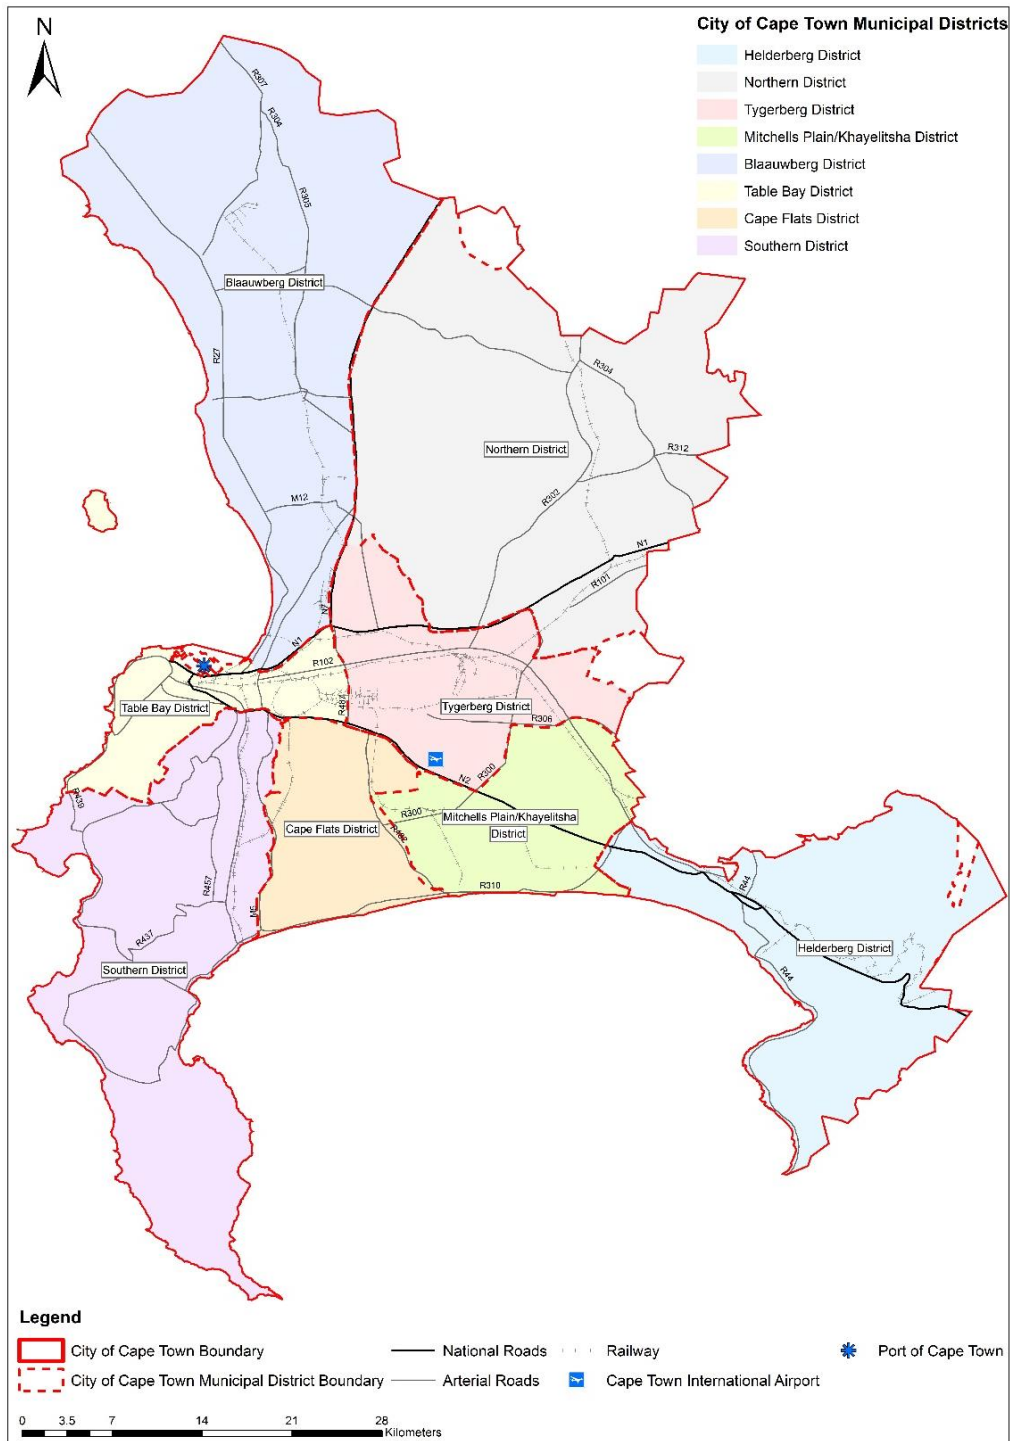 N
City of Cape Town Municipal Districts
Helderberg District
Northern District
Tygerberg District
Mitchells Plain/Khayelitsha District
Blaauwberg District
Table Bay District
Cape Flats District
Southern District
R307
R304
R305
Blaauwberg District
R27
R304
Northern District
R312
M12
R302
N1
R101
N7
N1
R102
Table Bay District
Tygerberg District
R306
N2
R300
R300
Mitchells Plain/Khayelitsha
District
Cape Flats District
R310
R44
R457
M5
R437
Helderberg District
Southern District
R44
Legend
City of Cape Town Boundary
National Roads
Railway
Port of Cape Town
City of Cape Town Municipal District Boundary
Arterial Roads
Cape Town International Airport
0 3.5 7 14 21 28
Kilometers